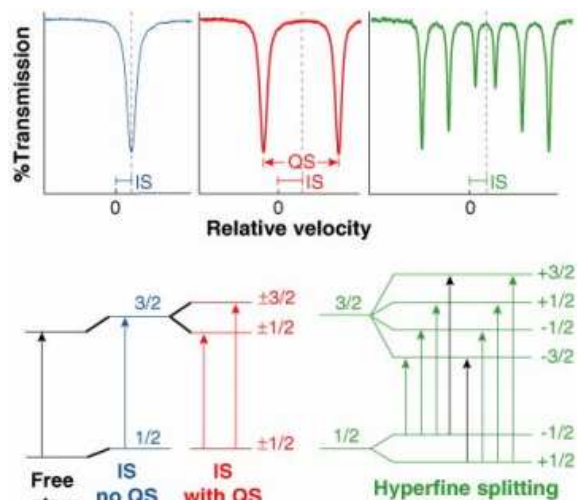 %Transmission
QS
IS
IS
IS
0
0
0
Relative velocity
3/2
±3/2
±1/2
3/2
+3/2
+1/2
-1/2
-3/2
1/2
±1/2
1/2
-1/2
+1/2
Free
IS
no QS
IS
with QS
Hyperfine splitting